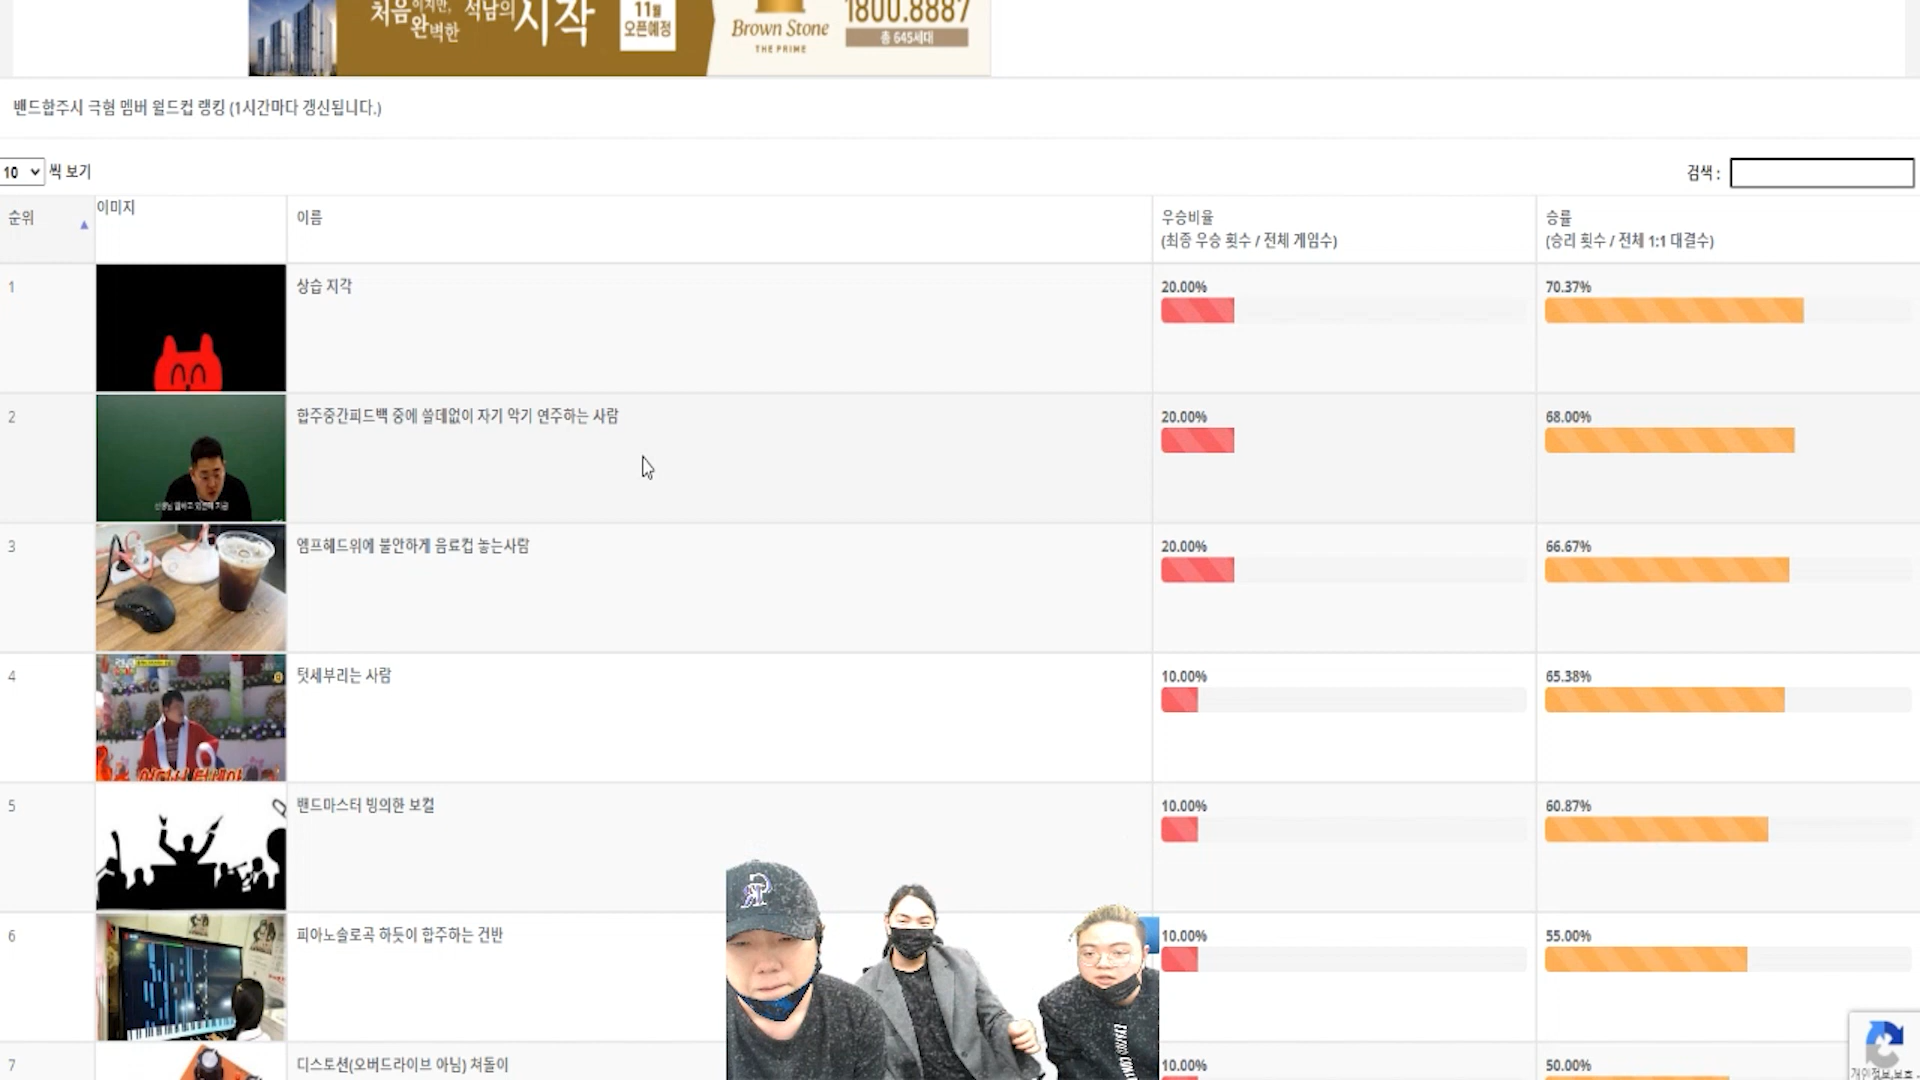 처음이지만, 석남의 시작
완벽한
11월
오픈예정
Brown Stone
THE PRIME
1800.8887
총 645세대
밴드합주시 극혐 멤버 월드컵 랭킹 (1시간마다 갱신됩니다.)
10 씩 보기
검색 :
순위
이미지
이름
우승비율
(최종 우승 횟수 / 전체 게임수)
승률
(승리 횟수 / 전체 1:1 대결수)
1
상습 지각
20.00%
70.37%
2
합주중간피드백 중에 쓸데없이 자기 악기 연주하는 사람
20.00%
68.00%
3
엠프헤드위에 불안하게 음료컵 놓는사람
20.00%
66.67%
4
텃세부리는 사람
10.00%
65.38%
5
밴드마스터 빙의한 보컬
10.00%
60.87%
6
피아노솔로곡 하듯이 합주하는 건반
10.00%
55.00%
7
디스토션(오버드라이브 아님) 쳐돌이
10.00%
50.00%
개인정보보호 -